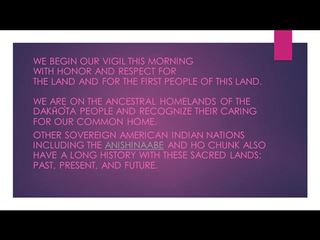 WE BEGIN OUR VIGIL THIS MORNING
WITH HONOR AND RESPECT FOR
THE LAND AND FOR THE FIRST PEOPLE OF THIS LAND.
WE ARE ON THE ANCESTRAL HOMELANDS OF THE
DAKḢOTA PEOPLE AND RECOGNIZE THEIR CARING
FOR OUR COMMON HOME.
OTHER SOVEREIGN AMERICAN INDIAN NATIONS
INCLUDING THE ANISHINAABE AND HO CHUNK ALSO
HAVE A LONG HISTORY WITH THESE SACRED LANDS:
PAST, PRESENT, AND FUTURE.